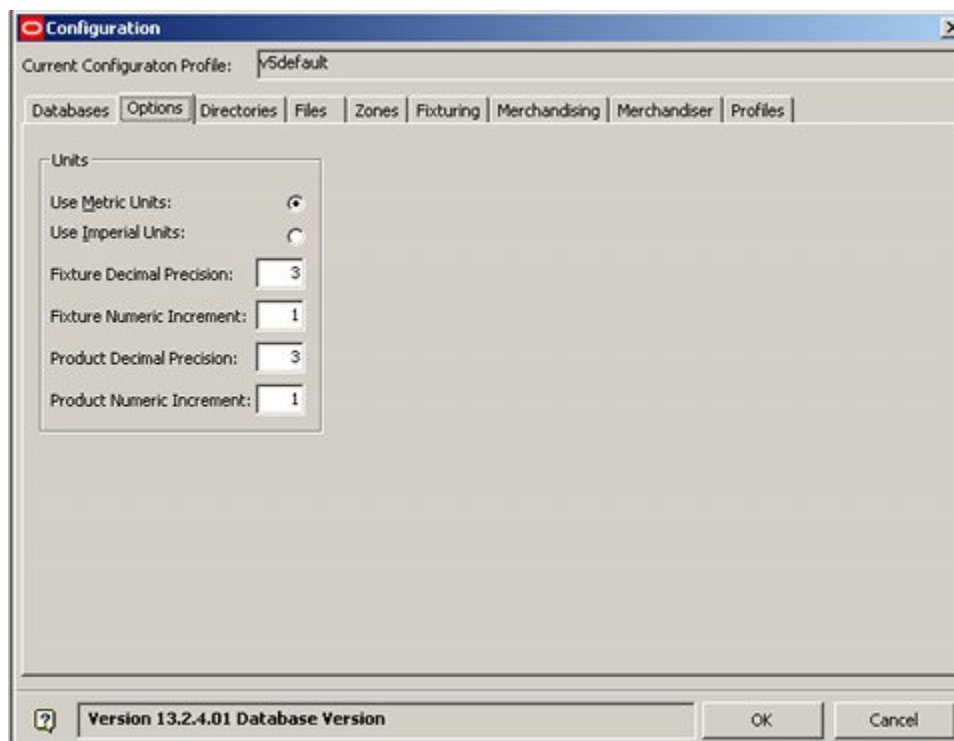 Configuration
Current Configuraton Profile: v5default
Databases Options Directories Files Zones Fixturing Merchandising Merchandiser Profiles
Units
Use Metric Units:
Use Imperial Units:
Fixture Decimal Precision: 3
Fixture Numeric Increment: 1
Product Decimal Precision: 3
Product Numeric Increment: 1
Version 13.2.4.01 Database Version OK Cancel